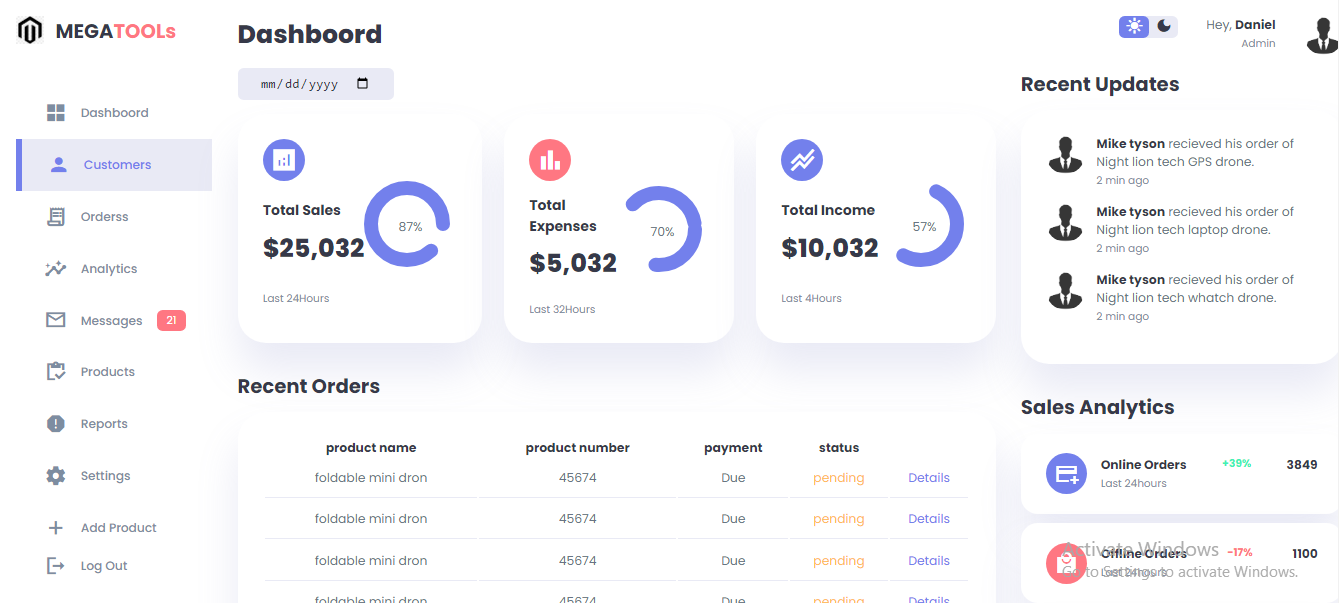 MEGATOOLs
Dashboord
Dashboord
Customers
Orderss
Analytics
Messages 21
Products
Reports
Settings
Add Product
Log Out
mm/dd/yyyy
Total Sales
$25,032
87%
Last 24Hours
Total
Expenses
$5,032
70%
Last 32Hours
Total Income
$10,032
57%
Last 4Hours
Recent Orders
product name product number payment status
foldable mini dron 45674 Due pending Details
foldable mini dron 45674 Due pending Details
foldable mini dron 45674 Due pending Details
foldable mini dron 45674 Due pending Details
Hey, Daniel
Admin
Recent Updates
Mike tyson recieved his order of
Night lion tech GPS drone.
2 min ago
Mike tyson recieved his order of
Night lion tech laptop drone.
2 min ago
Mike tyson recieved his order of
Night lion tech whatch drone.
2 min ago
Sales Analytics
Online Orders +39% 3849
Last 24hours
Offline Orders -17% 1100
Last 24hours
Activate Windows
Go to Settings to activate Windows.